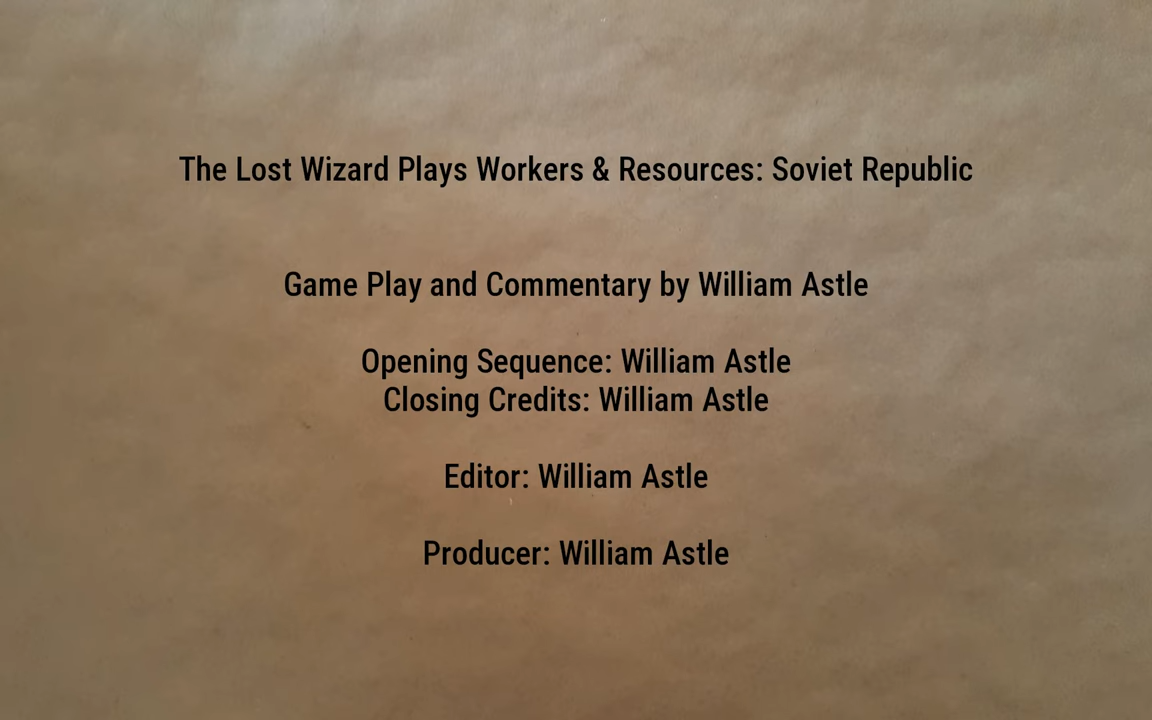 The Lost Wizard Plays Workers & Resources: Soviet Republic
Game Play and Commentary by William Astle
Opening Sequence: William Astle
Closing Credits: William Astle
Editor: William Astle
Producer: William Astle